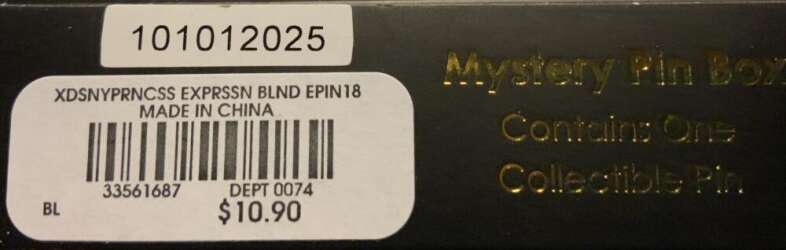 101012025
XDSNYPRNCSS EXPRSSN BLND EPIN18
MADE IN CHINA
33561687 DEPT 0074
BL $10.90
Mystery Pin Box
Contains One
Collectible Pin